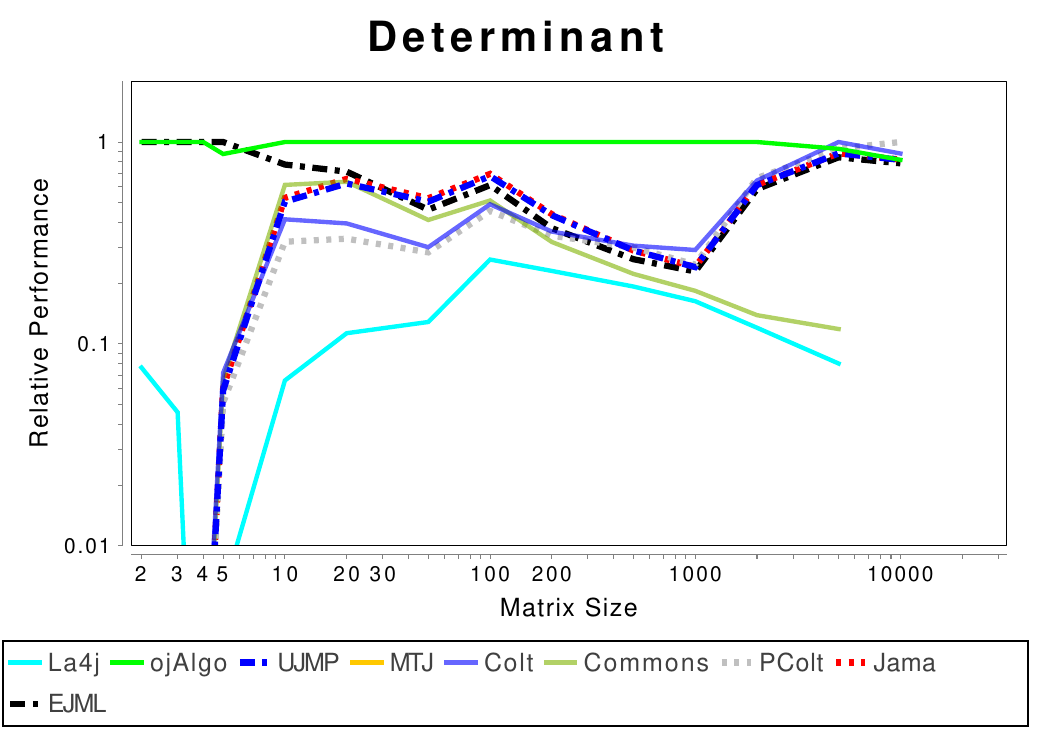 Determinant
Relative Performance
1
0.1
0.01
2 3 4 5 10 20 30 100 200 1000 10000
Matrix Size
La4j ojAlgo UJMP MTJ Colt Commons PColt Jama
EJML